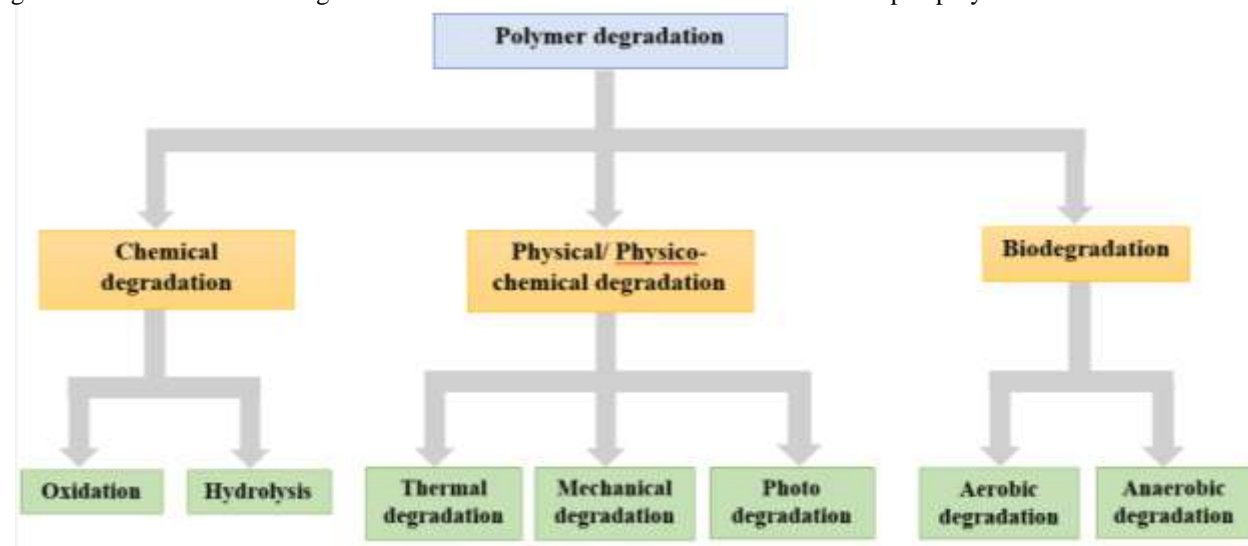 Polymer degradation
Chemical
degradation
Physical/ Physico-
chemical degradation
Biodegradation
Oxidation
Hydrolysis
Thermal
degradation
Mechanical
degradation
Photo
degradation
Aerobic
degradation
Anaerobic
degradation